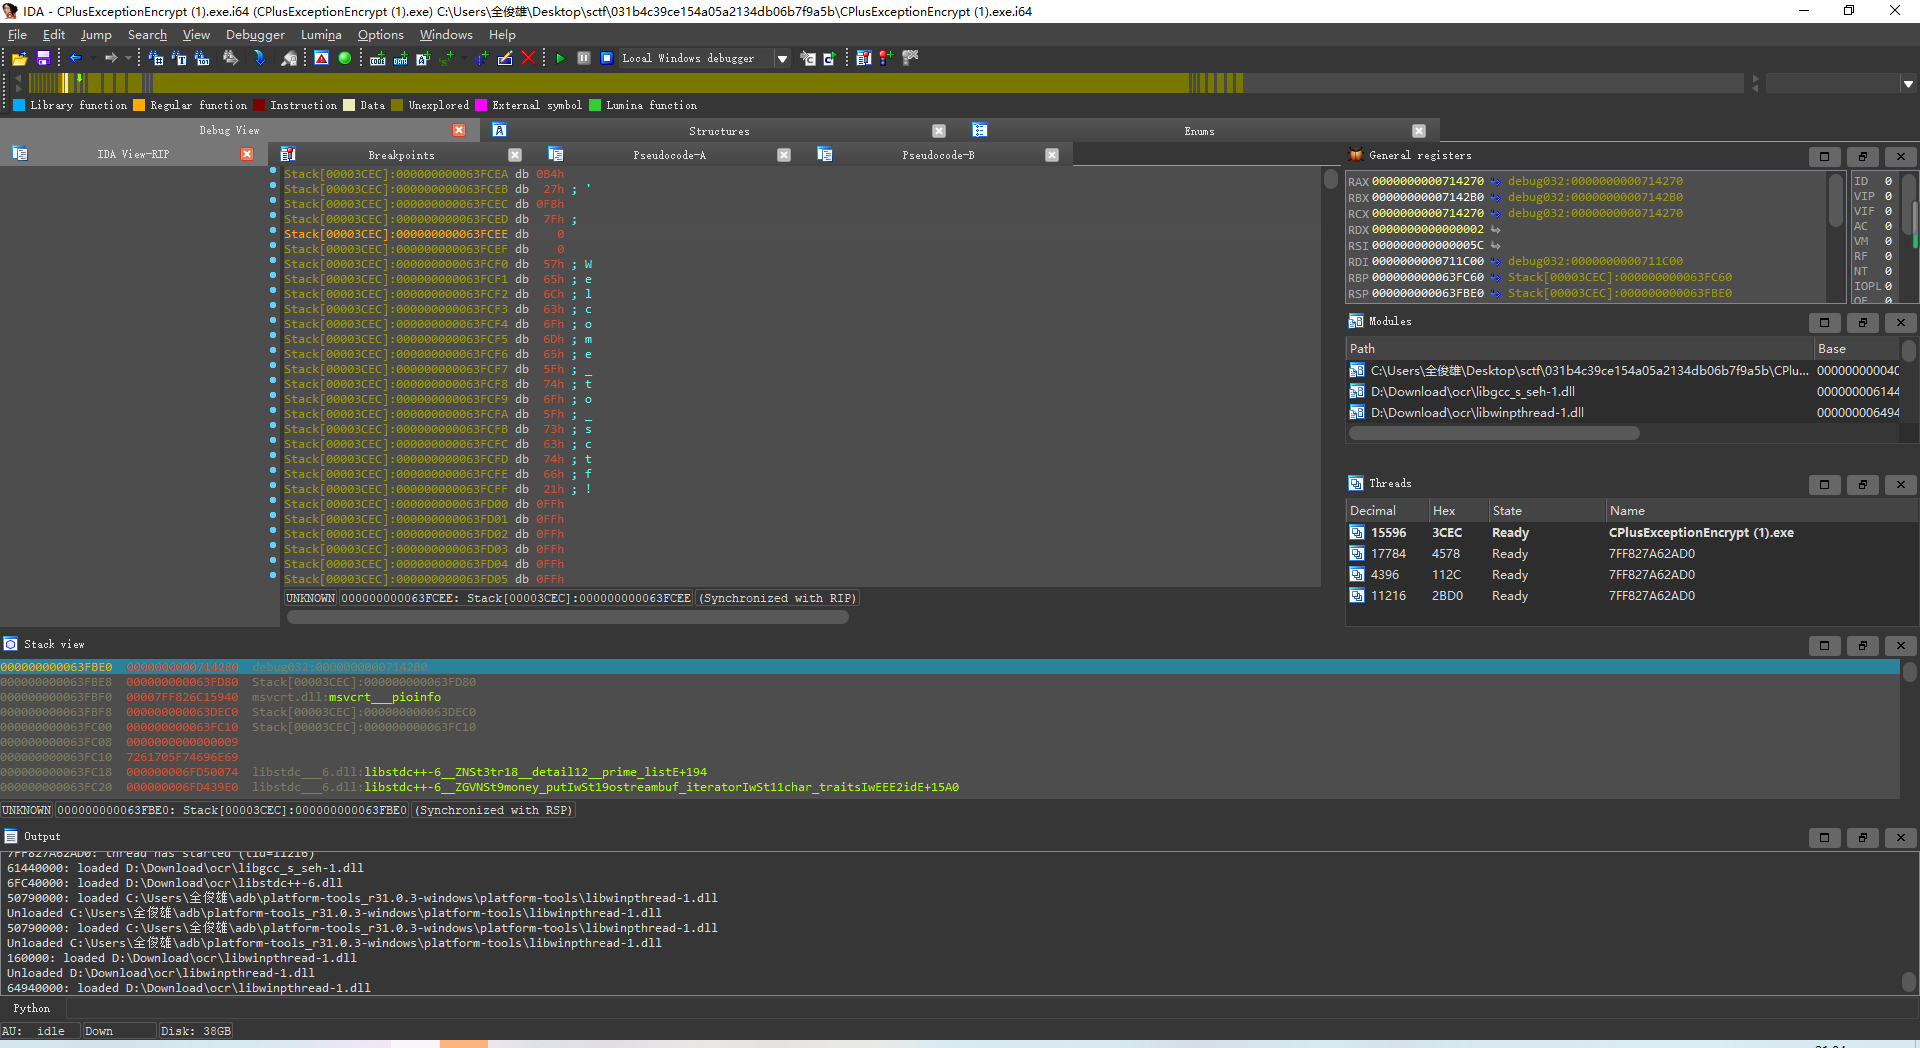 IDA - CPlusExceptionEncrypt (1).exe.i64 (CPlusExceptionEncrypt (1).exe) C:\Users\全俊雄\Desktop\sctf\031b4c39ce154a05a2134db06b7f9a5b\CPlusExceptionEncrypt (1).exe.i64
File Edit Jump Search View Debugger Lumina Options Windows Help
Local Windows debugger
Library function Regular function Instruction Data Unexplored External symbol Lumina function
Debug View Structures Enums
IDA View-RIP Breakpoints Pseudocode-A Pseudocode-B
Stack[00003CEC]:000000000063FCEA db 0B4h
Stack[00003CEC]:000000000063FCEB db 27h ; '
Stack[00003CEC]:000000000063FCEC db 0F8h
Stack[00003CEC]:000000000063FCED db 7Fh ;
Stack[00003CEC]:000000000063FCEE db 0
Stack[00003CEC]:000000000063FCEF db 0
Stack[00003CEC]:000000000063FCF0 db 57h ; W
Stack[00003CEC]:000000000063FCF1 db 65h ; e
Stack[00003CEC]:000000000063FCF2 db 6Ch ; l
Stack[00003CEC]:000000000063FCF3 db 63h ; c
Stack[00003CEC]:000000000063FCF4 db 6Fh ; o
Stack[00003CEC]:000000000063FCF5 db 6Dh ; m
Stack[00003CEC]:000000000063FCF6 db 65h ; e
Stack[00003CEC]:000000000063FCF7 db 5Fh ; _
Stack[00003CEC]:000000000063FCF8 db 74h ; t
Stack[00003CEC]:000000000063FCF9 db 6Fh ; o
Stack[00003CEC]:000000000063FCFA db 5Fh ; _
Stack[00003CEC]:000000000063FCFB db 73h ; s
Stack[00003CEC]:000000000063FCFC db 63h ; c
Stack[00003CEC]:000000000063FCFD db 74h ; t
Stack[00003CEC]:000000000063FCFE db 66h ; f
Stack[00003CEC]:000000000063FCFF db 21h ; !
Stack[00003CEC]:000000000063FD00 db 0FFh
Stack[00003CEC]:000000000063FD01 db 0FFh
Stack[00003CEC]:000000000063FD02 db 0FFh
Stack[00003CEC]:000000000063FD03 db 0FFh
Stack[00003CEC]:000000000063FD04 db 0FFh
Stack[00003CEC]:000000000063FD05 db 0FFh
UNKNOWN 000000000063FCEE: Stack[00003CEC]:000000000063FCEE (Synchronized with RIP)
General registers
RAX 0000000000714270 debug032:0000000000714270
RBX 00000000007142B0 debug032:00000000007142B0
RCX 0000000000714270 debug032:0000000000714270
RDX 0000000000000002
RSI 000000000000005C
RDI 0000000000711C00 debug032:0000000000711C00
RBP 000000000063FC60 Stack[00003CEC]:000000000063FC60
RSP 000000000063FBE0 Stack[00003CEC]:000000000063FBE0
ID 0
VIP 0
VIF 0
AC 0
VM 0
RF 0
NT 0
IOPL 0
OF 0
Modules
Path Base
C:\Users\全俊雄\Desktop\sctf\031b4c39ce154a05a2134db06b7f9a5b\CPlu... 000000000040
D:\Download\ocr\libgcc_s_seh-1.dll 000000006144
D:\Download\ocr\libwinpthread-1.dll 000000006494
Threads
Decimal Hex State Name
15596 3CEC Ready CPlusExceptionEncrypt (1).exe
17784 4578 Ready 7FF827A62AD0
4396 112C Ready 7FF827A62AD0
11216 2BD0 Ready 7FF827A62AD0
Stack view
000000000063FBE0 00000000007142B0 debug032:00000000007142B0
000000000063FBE8 000000000063FD80 Stack[00003CEC]:000000000063FD80
000000000063FBF0 00007FF826C15940 msvcrt.dll:msvcrt___pioinfo
000000000063FBF8 000000000063DEC0 Stack[00003CEC]:000000000063DEC0
000000000063FC00 000000000063FC10 Stack[00003CEC]:000000000063FC10
000000000063FC08 0000000000000009
000000000063FC10 7261705F74696E69
000000000063FC18 000000006FD50074 libstdc___6.dll:libstdc++-6__ZNSt3tr18__detail12__prime_listE+194
000000000063FC20 000000006FD439E0 libstdc___6.dll:libstdc++-6__ZGVNSt9money_putIwSt19ostreambuf_iteratorIwSt11char_traitsIwEEE2idE+15A0
UNKNOWN 000000000063FBE0: Stack[00003CEC]:000000000063FBE0 (Synchronized with RSP)
Output
7FF827A62AD0: thread has started (tid=11216)
61440000: loaded D:\Download\ocr\libgcc_s_seh-1.dll
6FC40000: loaded D:\Download\ocr\libstdc++-6.dll
50790000: loaded C:\Users\全俊雄\adb\platform-tools_r31.0.3-windows\platform-tools\libwinpthread-1.dll
Unloaded C:\Users\全俊雄\adb\platform-tools_r31.0.3-windows\platform-tools\libwinpthread-1.dll
50790000: loaded C:\Users\全俊雄\adb\platform-tools_r31.0.3-windows\platform-tools\libwinpthread-1.dll
Unloaded C:\Users\全俊雄\adb\platform-tools_r31.0.3-windows\platform-tools\libwinpthread-1.dll
160000: loaded D:\Download\ocr\libwinpthread-1.dll
Unloaded D:\Download\ocr\libwinpthread-1.dll
64940000: loaded D:\Download\ocr\libwinpthread-1.dll
Python
AU: idle Down Disk: 38GB